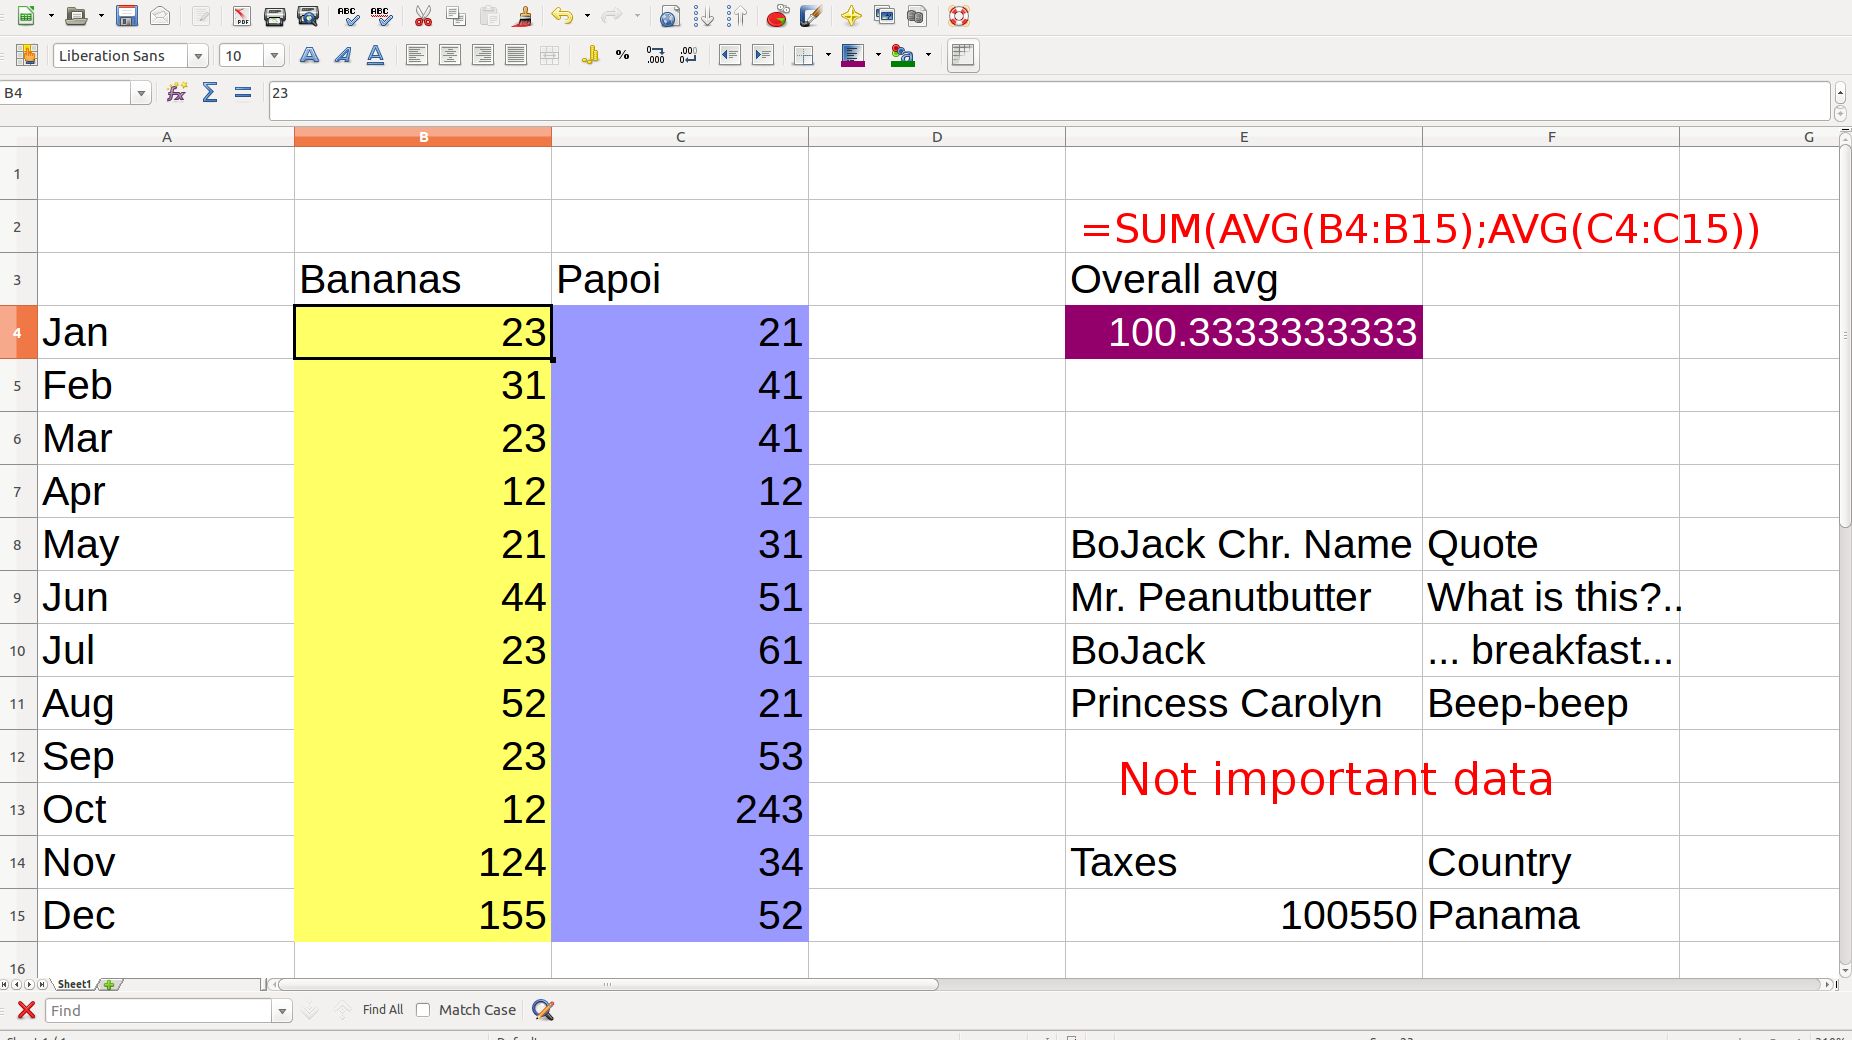 Liberation Sans 10
B4 23
A B C D E F G
1
2 =SUM(AVG(B4:B15);AVG(C4:C15))
3 Bananas Papoi Overall avg
4 Jan 23 21 100.3333333333
5 Feb 31 41
6 Mar 23 41
7 Apr 12 12
8 May 21 31 BoJack Chr. Name Quote
9 Jun 44 51 Mr. Peanutbutter What is this?..
10 Jul 23 61 BoJack ... breakfast...
11 Aug 52 21 Princess Carolyn Beep-beep
12 Sep 23 53
Not important data
13 Oct 12 243
14 Nov 124 34 Taxes Country
15 Dec 155 52 100550 Panama
16
Sheet1
Find Find All Match Case